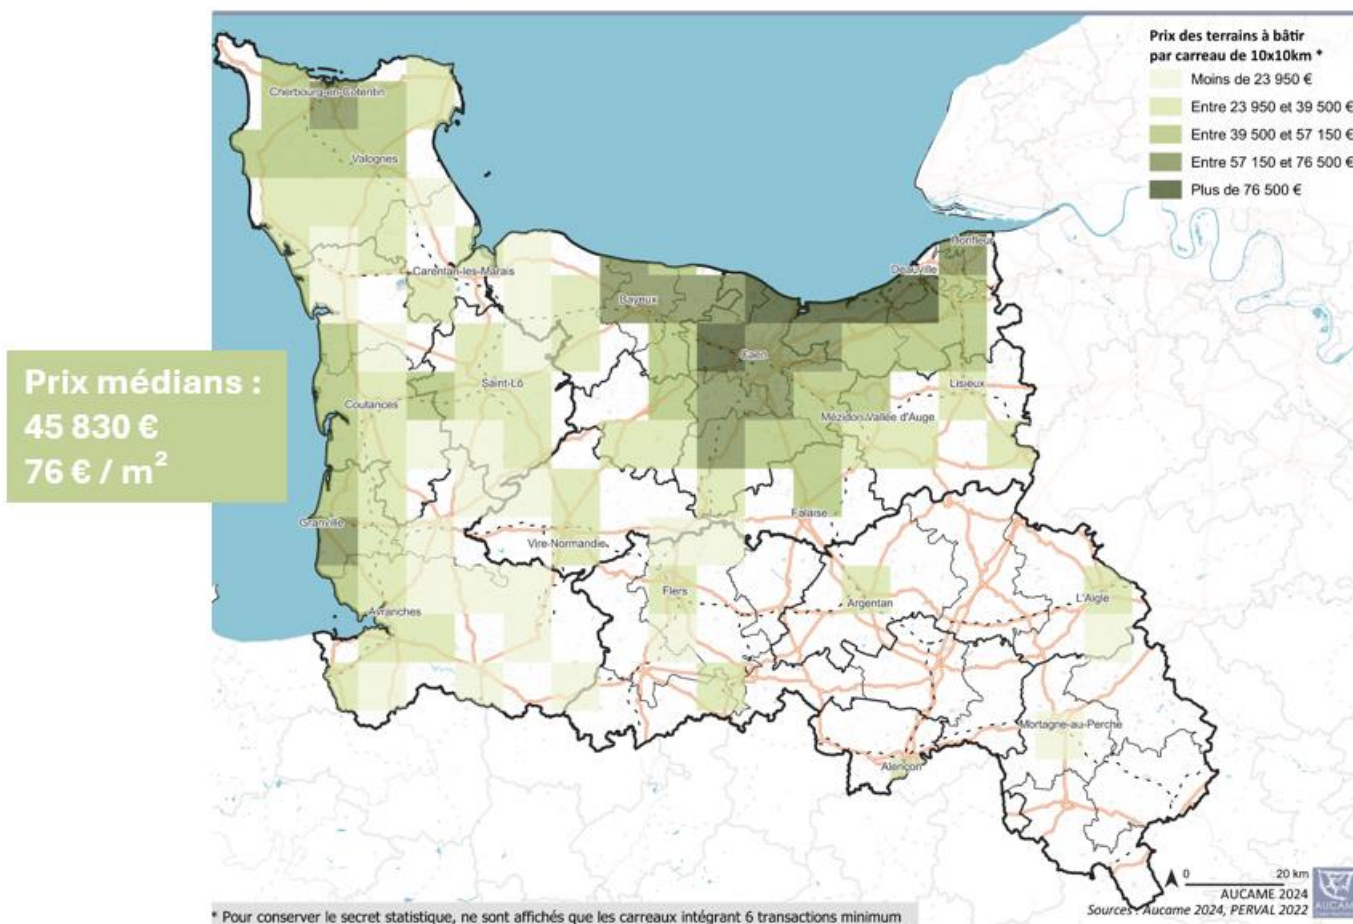 Prix des terrains à bâtir
par carreau de 10x10km *
Moins de 23 950 €
Entre 23 950 et 39 500 €
Entre 39 500 et 57 150 €
Entre 57 150 et 76 500 €
Plus de 76 500 €
Cherbourg-en-Cotentin
Valognes
Honfleur
Carentan-les-Marais
Deauville
Bayeux
Caen
Prix médians :
45 830 €
76 € / m²
Saint-Lô
Lisieux
Coutances
Mézidon Vallée d'Auge
Granville
Falaise
Vire-Normandie
Flers
Argentan
L'Aigle
Avranches
Mortagne-au-Perche
Alençon
0 20 km
AUCAME 2024
Sources : Aucame 2024, PERVAL 2022
AUCAME
* Pour conserver le secret statistique, ne sont affichés que les carreaux intégrant 6 transactions minimum